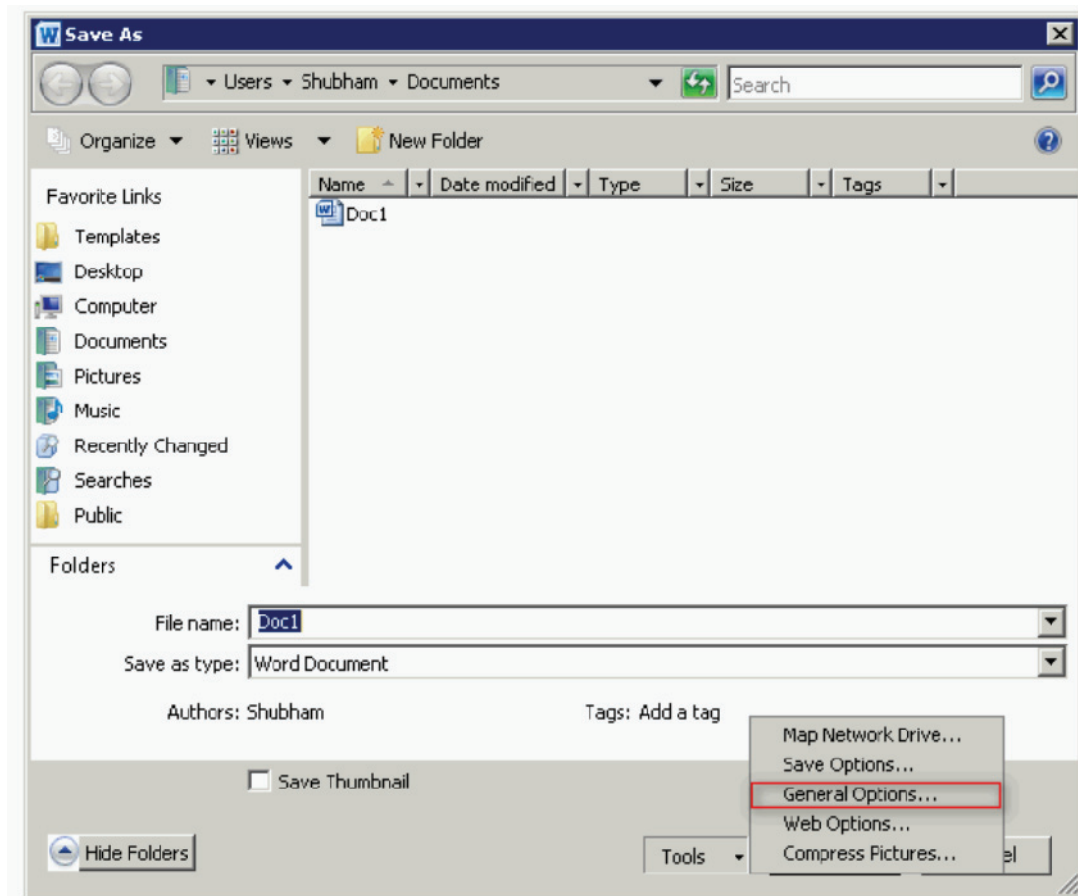 Save As
Users Shubham Documents
Search
Organize Views New Folder
Favorite Links
Templates
Desktop
Computer
Documents
Pictures
Music
Recently Changed
Searches
Public
Folders
Name Date modified Type Size Tags
Doc1
File name: Doc1
Save as type: Word Document
Authors: Shubham Tags: Add a tag
Save Thumbnail
Map Network Drive...
Save Options...
General Options...
Web Options...
Compress Pictures...
Hide Folders Tools el